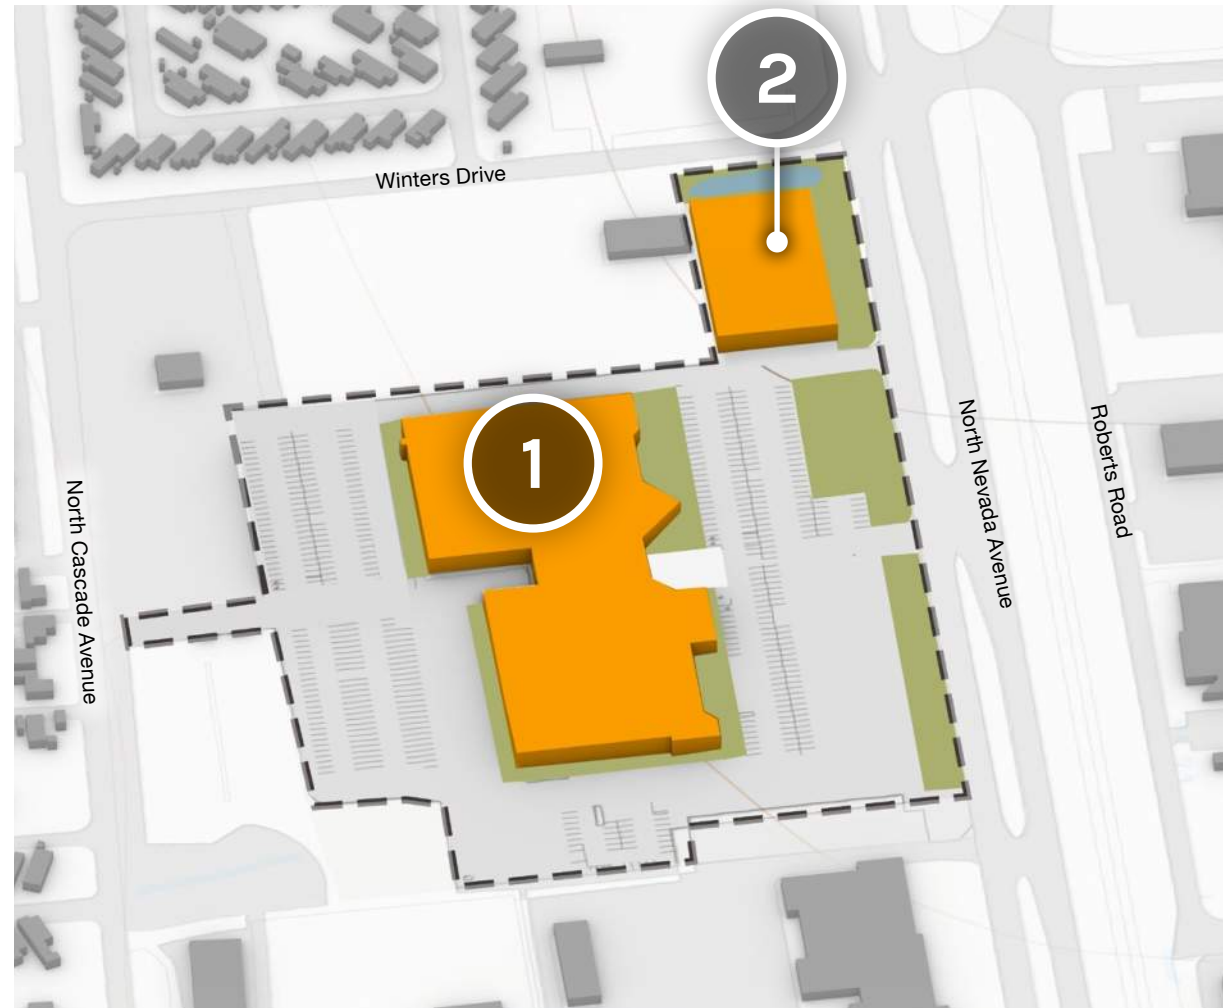 2
Winters Drive
1
North Cascade Avenue
North Nevada Avenue
Roberts Road